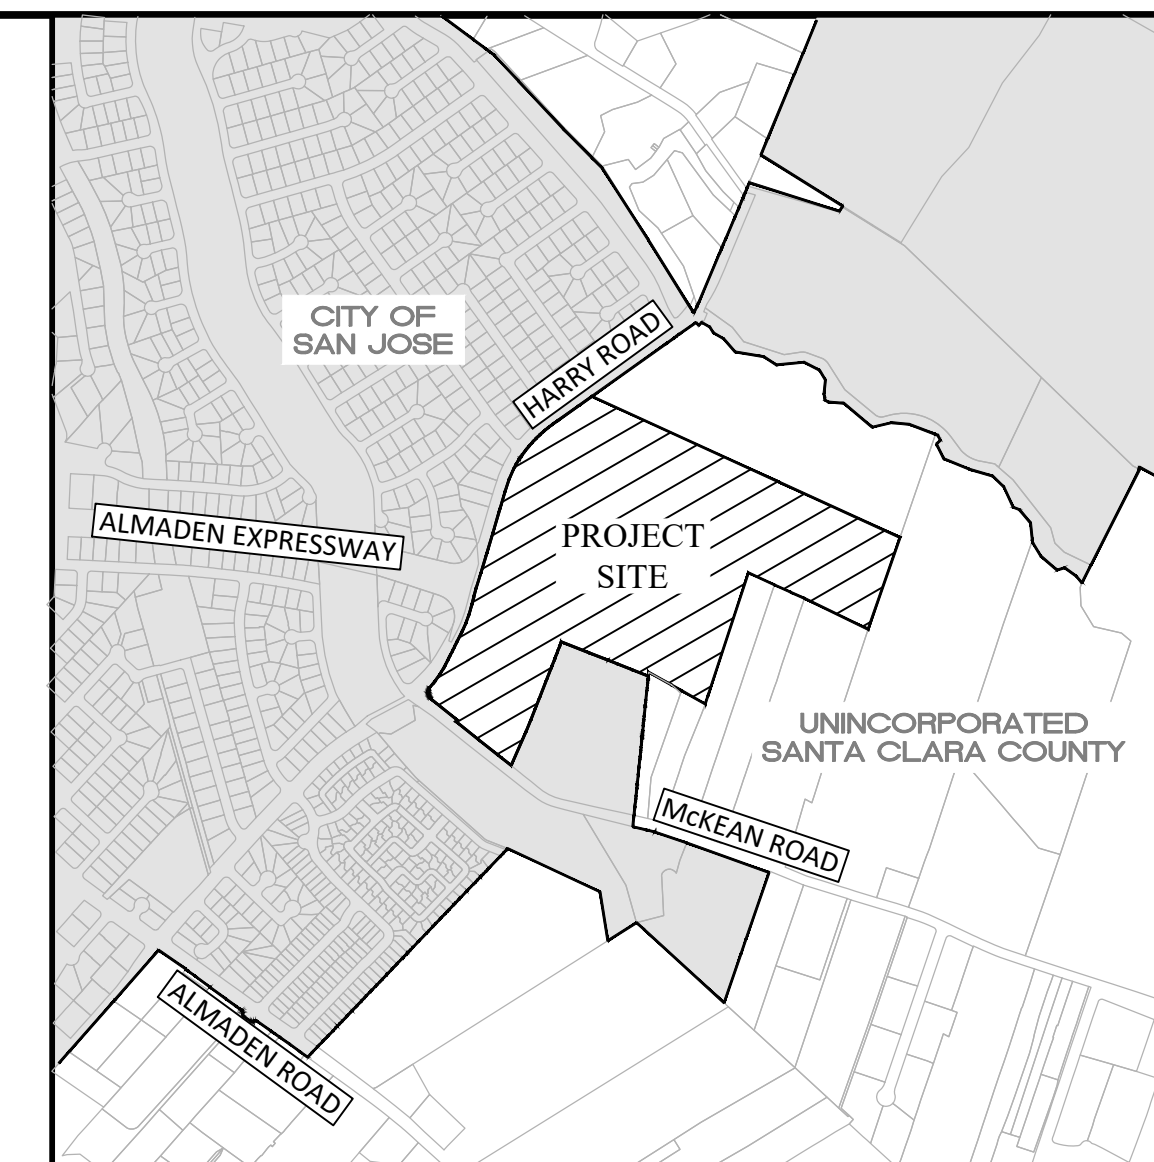 CITY OF
SAN JOSE
HARRY ROAD
ALMADEN EXPRESSWAY
PROJECT
SITE
UNINCORPORATED
SANTA CLARA COUNTY
McKEAN ROAD
ALMADEN ROAD